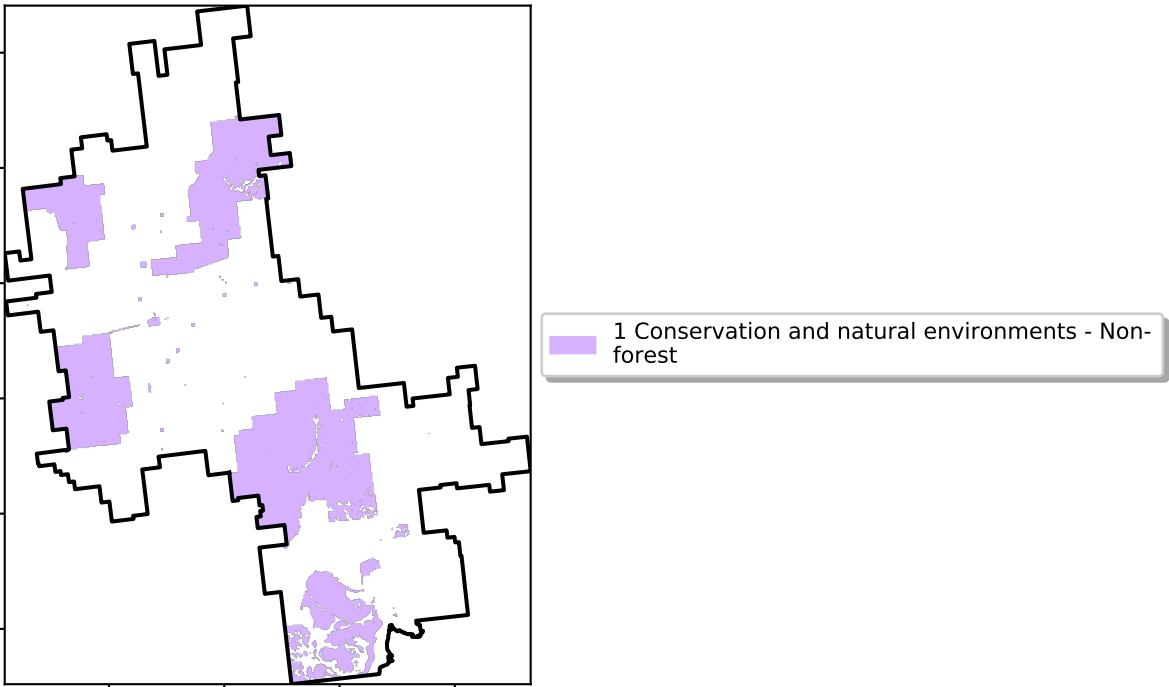 1 Conservation and natural environments - Non-
forest